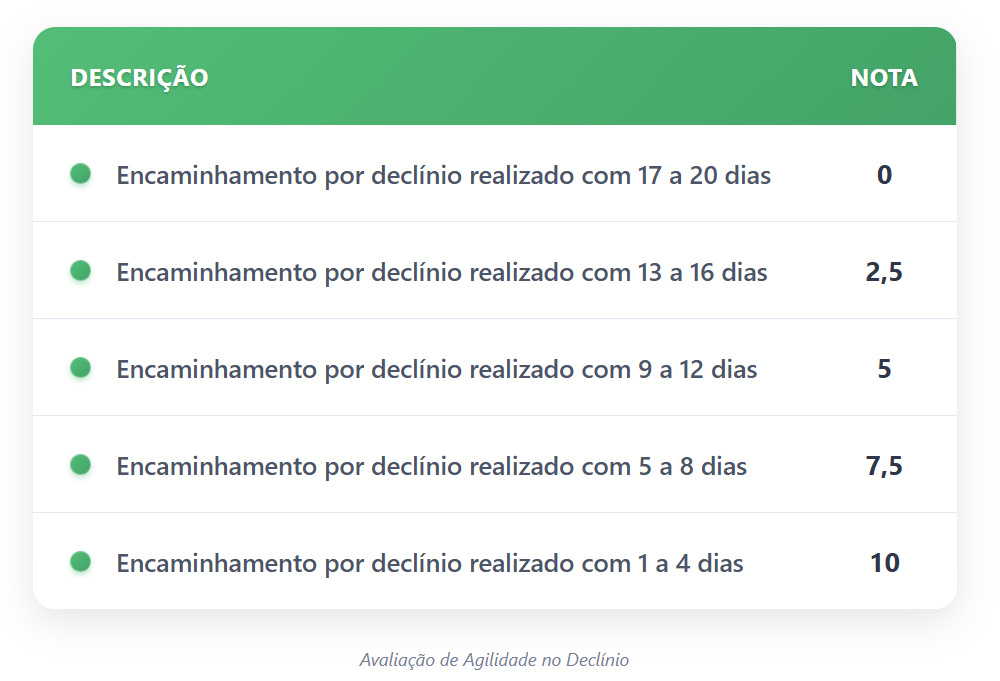 DESCRIÇÃO NOTA
Encaminhamento por declínio realizado com 17 a 20 dias 0
Encaminhamento por declínio realizado com 13 a 16 dias 2,5
Encaminhamento por declínio realizado com 9 a 12 dias 5
Encaminhamento por declínio realizado com 5 a 8 dias 7,5
Encaminhamento por declínio realizado com 1 a 4 dias 10
Avaliação de Agilidade no Declínio